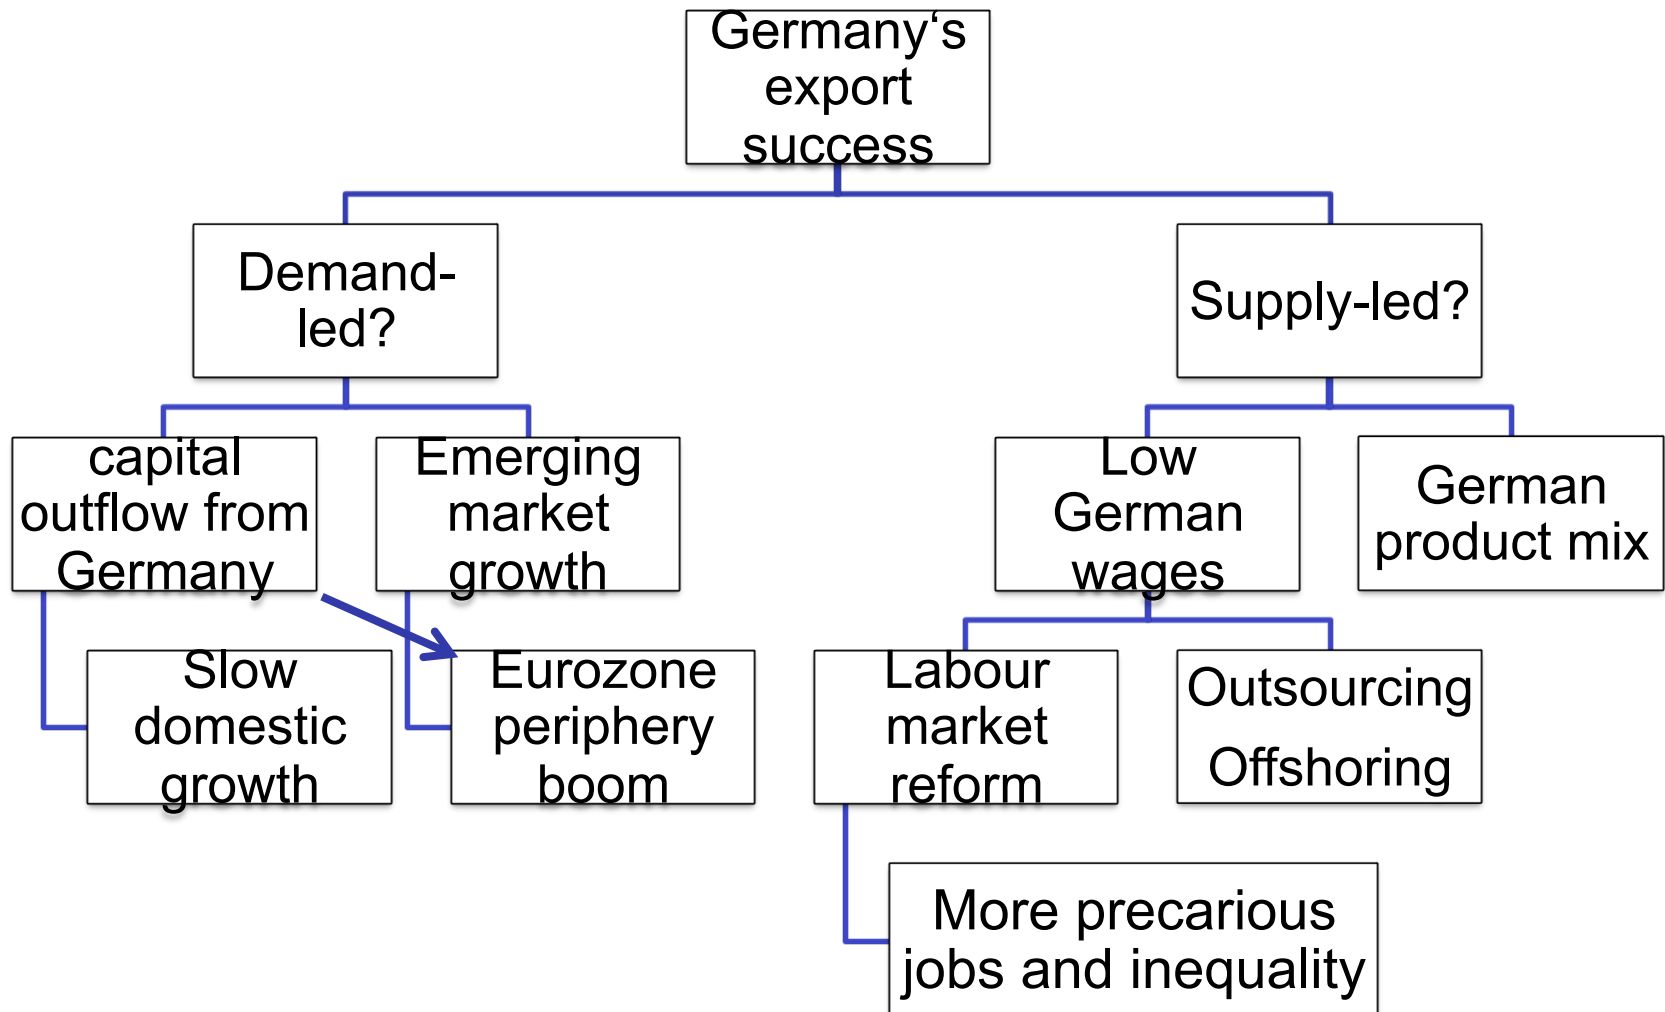 Germany‘s
export
success
Demand-
led?
Supply-led?
capital
outflow from
Germany
Emerging
market
growth
Low
German
wages
German
product mix
Slow
domestic
growth
Eurozone
periphery
boom
Labour
market
reform
Outsourcing
Offshoring
More precarious
jobs and inequality